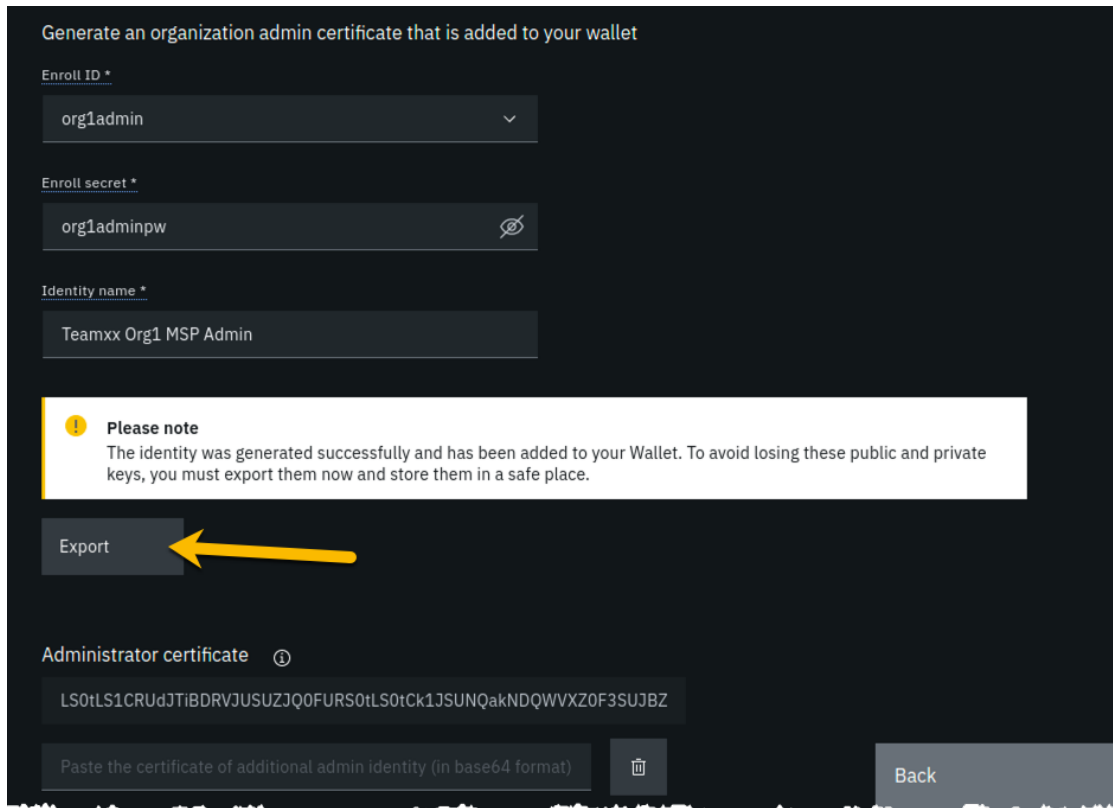 Generate an organization admin certificate that is added to your wallet
Enroll ID *
org1admin
Enroll secret *
org1adminpw
Identity name *
Teamxx Org1 MSP Admin
Please note
The identity was generated successfully and has been added to your Wallet. To avoid losing these public and private
keys, you must export them now and store them in a safe place.
Export
Administrator certificate
LS0tLS1CRUdJTiBDRVJUSUZJQ0FURS0tLS0tCk1JSUNQakNDQWVXZ0F3SUJBZ
Paste the certificate of additional admin identity (in base64 format)
Back